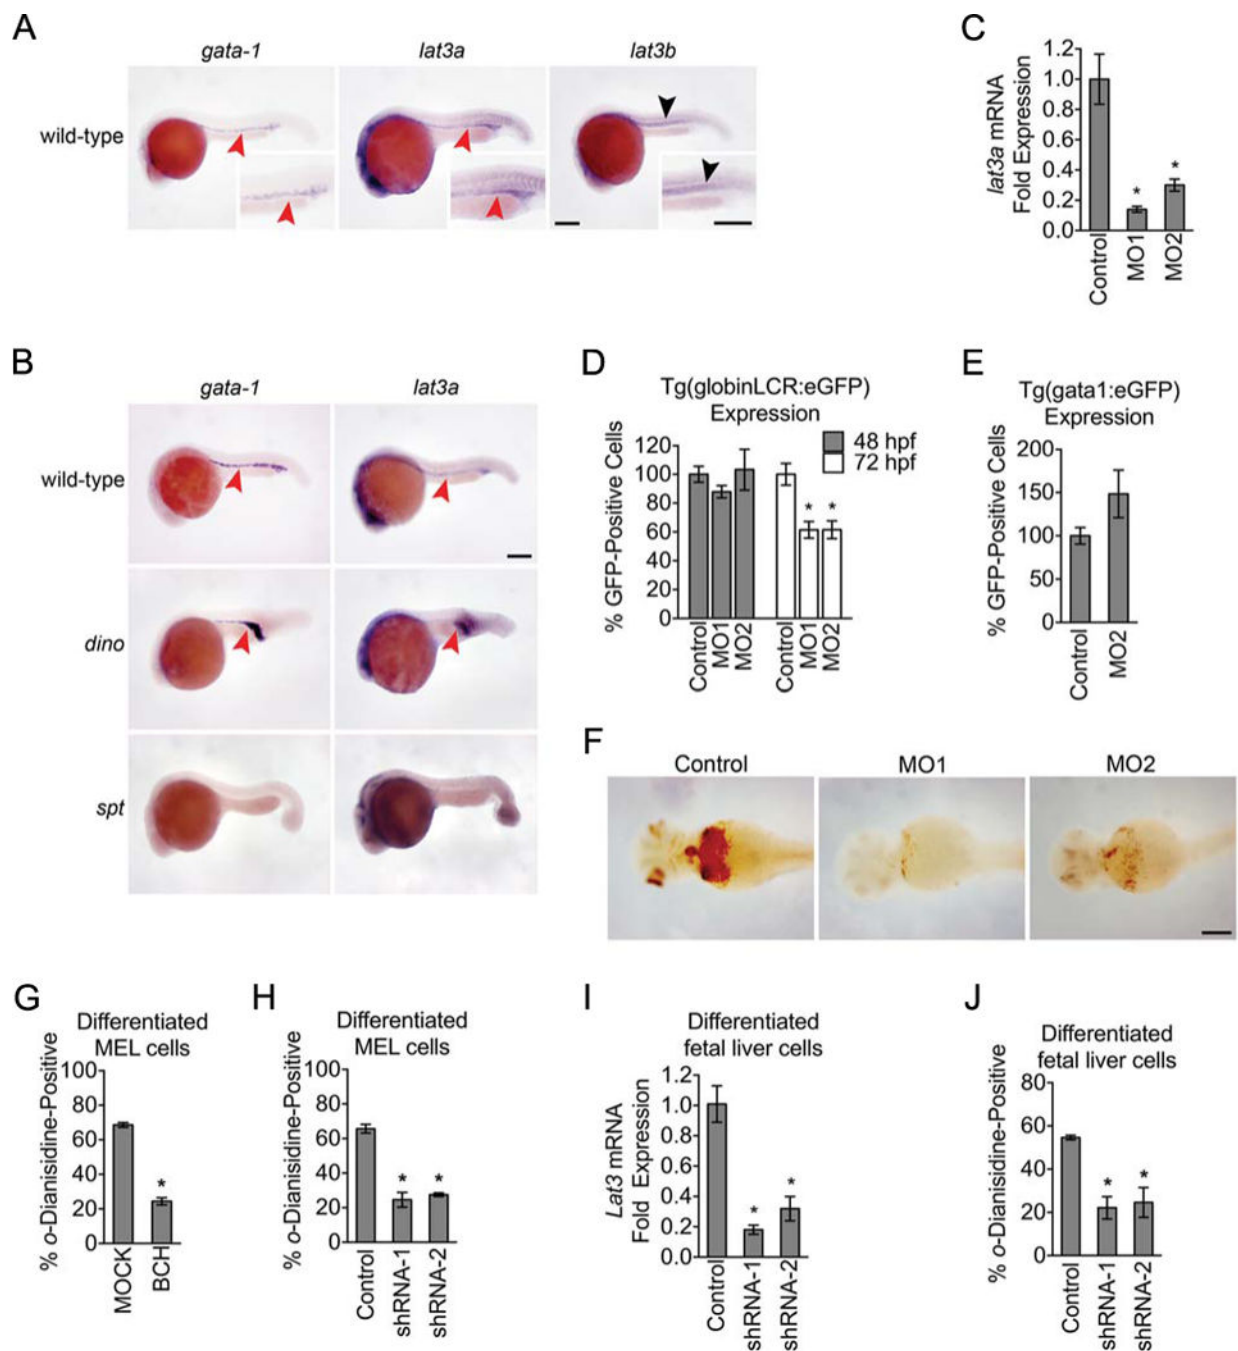 A
gata-1
lat3a
lat3b
wild-type
B
gata-1
lat3a
wild-type
dino
spt
C
lat3a mRNA
Fold Expression
1.2
1.0
0.8
0.6
0.4
0.2
0.0
*
*
Control
MO1
MO2
D
Tg(globinLCR:eGFP)
Expression
48 hpf
72 hpf
% GFP-Positive Cells
120
100
80
60
40
20
0
* *
Control
MO1
MO2
Control
MO1
MO2
E
Tg(gata1:eGFP)
Expression
% GFP-Positive Cells
200
150
100
50
0
Control
MO2
F
Control
MO1
MO2
G
Differentiated
MEL cells
% o-Dianisidine-Positive
100
80
60
40
20
0
*
MOCK
BCH
H
Differentiated
MEL cells
% o-Dianisidine-Positive
100
80
60
40
20
0
* *
Control
shRNA-1
shRNA-2
I
Differentiated
fetal liver cells
Lat3 mRNA
Fold Expression
1.2
1.0
0.8
0.6
0.4
0.2
0.0
*
*
Control
shRNA-1
shRNA-2
J
Differentiated
fetal liver cells
% o-Dianisidine-Positive
80
60
40
20
0
* *
Control
shRNA-1
shRNA-2